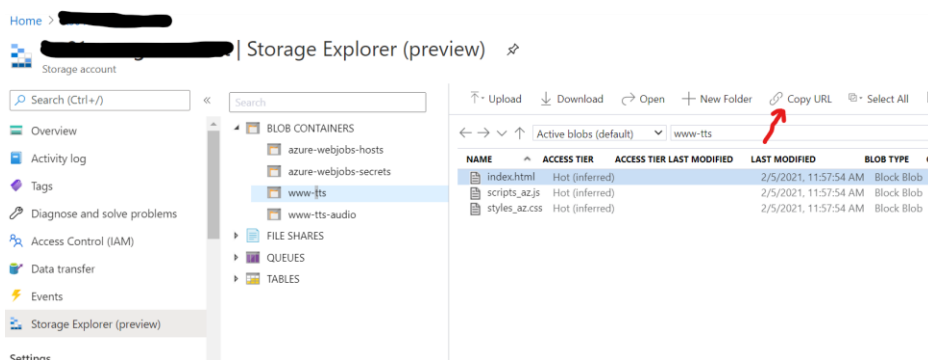 Home >
| Storage Explorer (preview)
Storage account
Search (Ctrl+/)
«
Overview
Activity log
Tags
Diagnose and solve problems
Access Control (IAM)
Data transfer
Events
Storage Explorer (preview)
Settings
Search
BLOB CONTAINERS
azure-webjobs-hosts
azure-webjobs-secrets
www-tts
www-tts-audio
FILE SHARES
QUEUES
TABLES
Upload Download Open New Folder Copy URL Select All
Active blobs (default) www-tts
NAME ACCESS TIER ACCESS TIER LAST MODIFIED LAST MODIFIED BLOB TYPE
index.html Hot (inferred) 2/5/2021, 11:57:54 AM Block Blob
scripts_az.js Hot (inferred) 2/5/2021, 11:57:54 AM Block Blob
styles_az.css Hot (inferred) 2/5/2021, 11:57:54 AM Block Blob